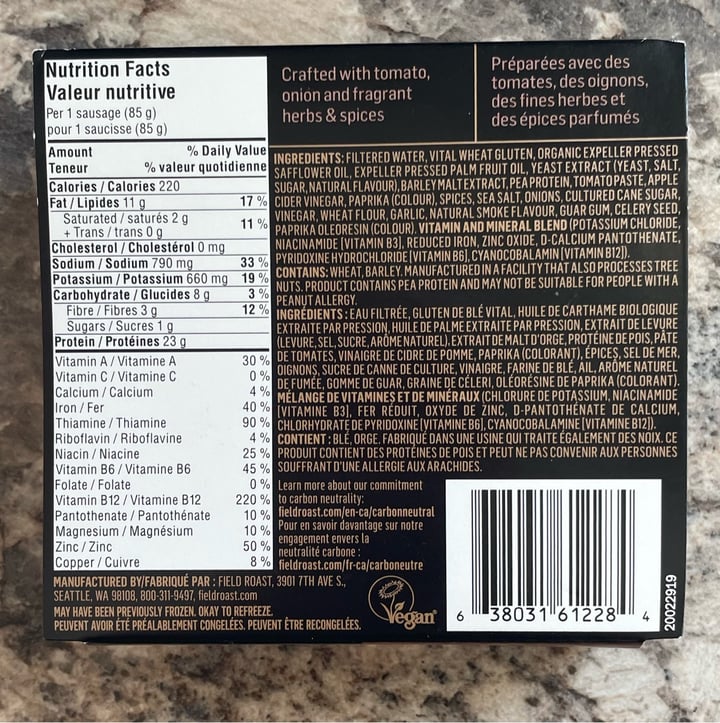 Nutrition Facts
Valeur nutritive
Per 1 sausage (85 g)
pour 1 saucisse (85 g)
Amount % Daily Value
Teneur % valeur quotidienne
Calories / Calories 220
Fat / Lipides 11 g 17 %
Saturated / saturés 2 g
+ Trans / trans 0 g 11 %
Cholesterol / Cholestérol 0 mg
Sodium / Sodium 790 mg 33 %
Potassium / Potassium 660 mg 19 %
Carbohydrate / Glucides 8 g 3 %
Fibre / Fibres 3 g 12 %
Sugars / Sucres 1 g
Protein / Protéines 23 g
Vitamin A / Vitamine A 30 %
Vitamin C / Vitamine C 0 %
Calcium / Calcium 4 %
Iron / Fer 40 %
Thiamine / Thiamine 90 %
Riboflavin / Riboflavine 4 %
Niacin / Niacine 25 %
Vitamin B6 / Vitamine B6 45 %
Folate / Folate 0 %
Vitamin B12 / Vitamine B12 220 %
Pantothenate / Pantothénate 10 %
Magnesium / Magnésium 10 %
Zinc / Zinc 50 %
Copper / Cuivre 8 %
Crafted with tomato,
onion and fragrant
herbs & spices
Préparées avec des
tomates, des oignons,
des fines herbes et
des épices parfumés
INGREDIENTS: FILTERED WATER, VITAL WHEAT GLUTEN, ORGANIC EXPELLER PRESSED
SAFFLOWER OIL, EXPELLER PRESSED PALM FRUIT OIL, YEAST EXTRACT (YEAST, SALT,
SUGAR, NATURAL FLAVOUR), BARLEY MALT EXTRACT, PEA PROTEIN, TOMATO PASTE, APPLE
CIDER VINEGAR, PAPRIKA (COLOUR), SPICES, SEA SALT, ONIONS, CULTURED CANE SUGAR,
VINEGAR, WHEAT FLOUR, GARLIC, NATURAL SMOKE FLAVOUR, GUAR GUM, CELERY SEED,
PAPRIKA OLEORESIN (COLOUR). VITAMIN AND MINERAL BLEND (POTASSIUM CHLORIDE,
NIACINAMIDE [VITAMIN B3], REDUCED IRON, ZINC OXIDE, D-CALCIUM PANTOTHENATE,
PYRIDOXINE HYDROCHLORIDE [VITAMIN B6], CYANOCOBALAMIN [VITAMIN B12]).
CONTAINS: WHEAT, BARLEY. MANUFACTURED IN A FACILITY THAT ALSO PROCESSES TREE
NUTS. PRODUCT CONTAINS PEA PROTEIN AND MAY NOT BE SUITABLE FOR PEOPLE WITH A
PEANUT ALLERGY.
INGRÉDIENTS : EAU FILTRÉE, GLUTEN DE BLÉ VITAL, HUILE DE CARTHAME BIOLOGIQUE
EXTRAITE PAR PRESSION, HUILE DE PALME EXTRAITE PAR PRESSION, EXTRAIT DE LEVURE
(LEVURE, SEL, SUCRE, ARÔME NATUREL), EXTRAIT DE MALT D'ORGE, PROTÉINE DE POIS, PÂTE
DE TOMATES, VINAIGRE DE CIDRE DE POMME, PAPRIKA (COLORANT), ÉPICES, SEL DE MER,
OIGNONS, SUCRE DE CANNE DE CULTURE, VINAIGRE, FARINE DE BLÉ, AIL, ARÔME NATUREL
DE FUMÉE, GOMME DE GUAR, GRAINE DE CÉLERI, OLÉORÉSINE DE PAPRIKA (COLORANT).
MÉLANGE DE VITAMINES ET DE MINÉRAUX (CHLORURE DE POTASSIUM, NIACINAMIDE
[VITAMINE B3], FER RÉDUIT, OXYDE DE ZINC, D-PANTOTHÉNATE DE CALCIUM,
CHLORHYDRATE DE PYRIDOXINE [VITAMINE B6], CYANOCOBALAMINE [VITAMINE B12]).
CONTIENT : BLÉ, ORGE. FABRIQUÉ DANS UNE USINE QUI TRAITE ÉGALEMENT DES NOIX. CE
PRODUIT CONTIENT DES PROTÉINES DE POIS ET PEUT NE PAS CONVENIR AUX PERSONNES
SOUFFRANT D'UNE ALLERGIE AUX ARACHIDES.
Learn more about our commitment
to carbon neutrality:
fieldroast.com/en-ca/carbonneutral
Pour en savoir davantage sur notre
engagement envers la
neutralité carbone :
fieldroast.com/fr-ca/carboneutre
MANUFACTURED BY/FABRIQUÉ PAR : FIELD ROAST, 3901 7TH AVE S.,
SEATTLE, WA 98108, 800-311-9497, fieldroast.com
MAY HAVE BEEN PREVIOUSLY FROZEN. OKAY TO REFREEZE.
PEUVENT AVOIR ÉTÉ PRÉALABLEMENT CONGELÉES. PEUVENT ÊTRE RECONGELÉES.
Vegan
6 38031 61228 4
20022919